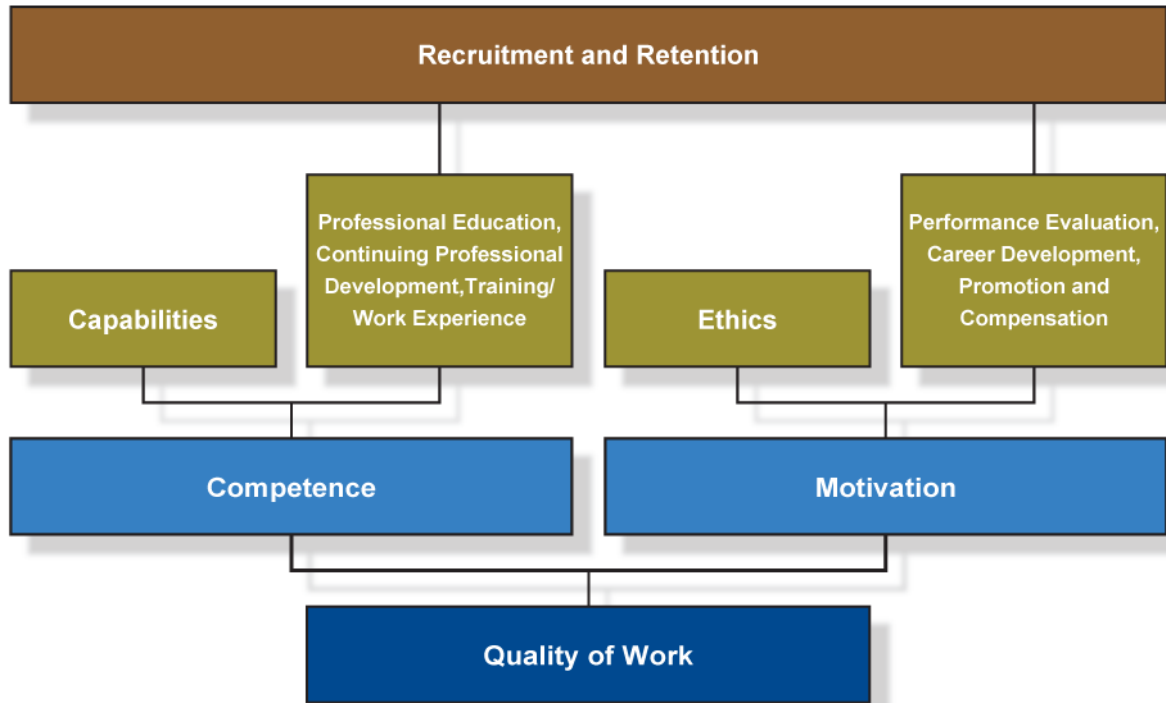 Recruitment and Retention
Professional Education,
Continuing Professional
Development,Training/
Work Experience
Performance Evaluation,
Career Development,
Promotion and
Compensation
Capabilities
Ethics
Competence
Motivation
Quality of Work